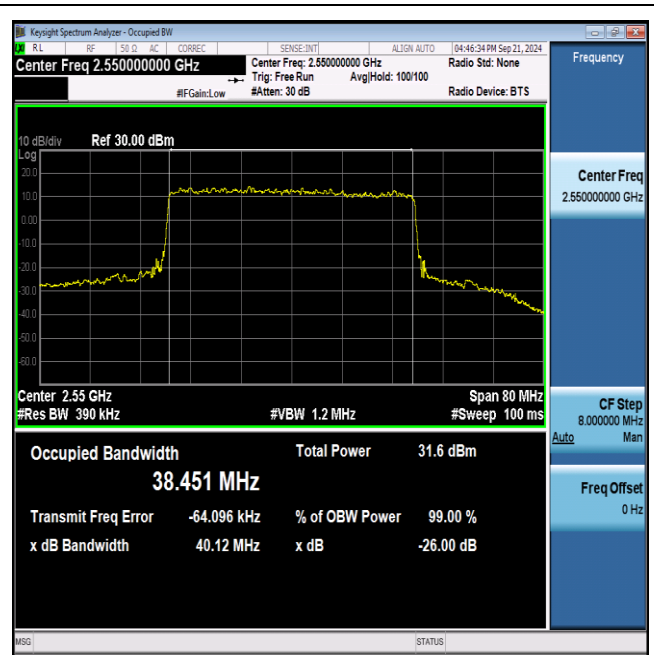 Keysight Spectrum Analyzer - Occupied BW
RL RF 50 Ω AC CORREC SENSE:INT ALIGN AUTO 04:46:34 PM Sep 21, 2024
Center Freq 2.550000000 GHz
Center Freq: 2.550000000 GHz
Radio Std: None
Trig: Free Run Avg|Hold: 100/100
#IFGain:Low
#Atten: 30 dB
Radio Device: BTS
10 dB/div Ref 30.00 dBm
Log
20.0
10.0
0.00
-10.0
-20.0
-30.0
-40.0
-50.0
-60.0
Center 2.55 GHz
Span 80 MHz
#Res BW 390 kHz
#VBW 1.2 MHz
#Sweep 100 ms
Occupied Bandwidth
Total Power 31.6 dBm
38.451 MHz
Transmit Freq Error -64.096 kHz
% of OBW Power 99.00 %
x dB Bandwidth 40.12 MHz
x dB -26.00 dB
MSG
STATUS
Frequency
Center Freq
2.550000000 GHz
CF Step
8.000000 MHz
Auto Man
Freq Offset
0 Hz